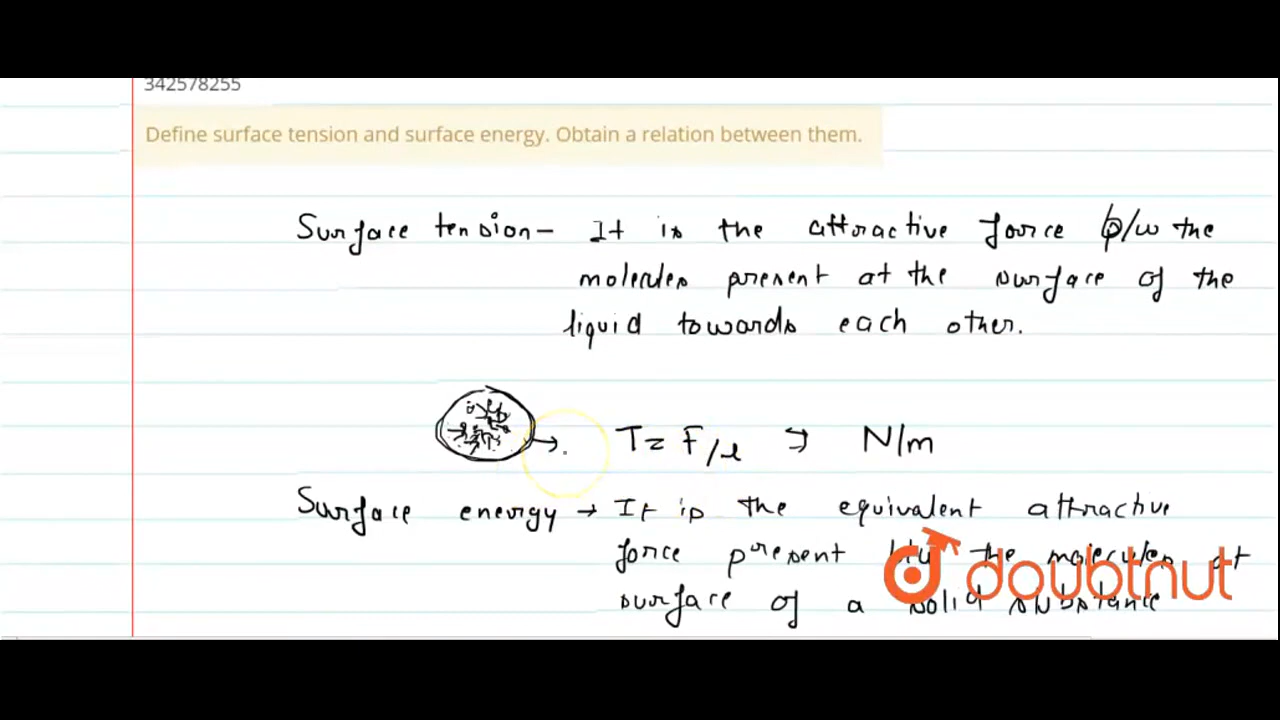 342578255
Define surface tension and surface energy. Obtain a relation between them.
Surface tension- It is the attractive force b/w the
molecules present at the surface of the
liquid towards each other.
T= F/l → N/m
Surface energy → It is the equivalent attractive
force present b/w the molecules at
surface of a solid substance
doubtnut